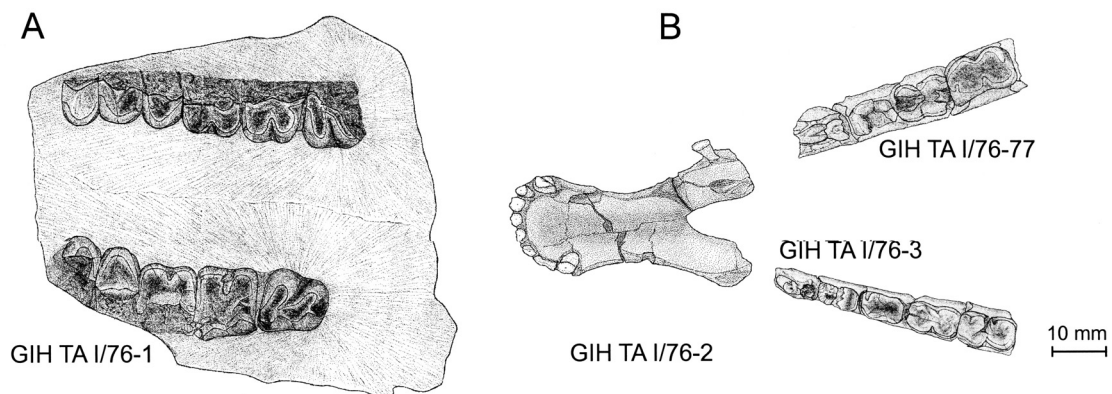 A
B
GIH TA I/76-77
GIH TA I/76-3
GIH TA I/76-1
GIH TA I/76-2
10 mm